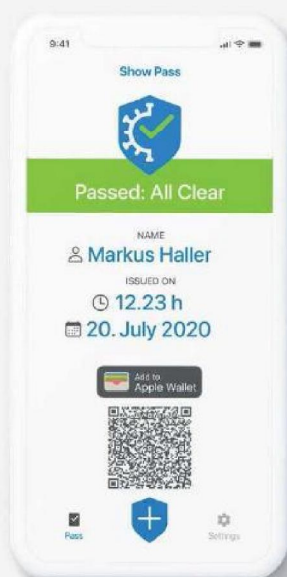 9:41
Show Pass
Passed: All Clear
NAME
Markus Haller
ISSUED ON
12.23 h
20. July 2020
Add to
Apple Wallet
Pass
Settings